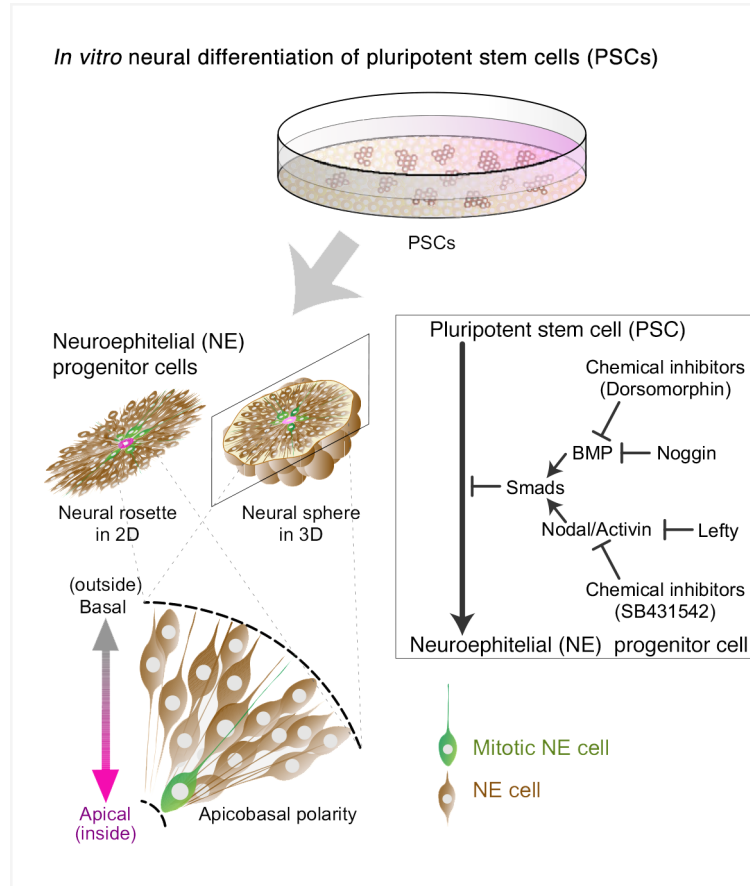 In vitro neural differentiation of pluripotent stem cells (PSCs)
PSCs
Neuroephitelial (NE)
progenitor cells
Neural rosette
in 2D
Neural sphere
in 3D
Pluripotent stem cell (PSC)
Chemical inhibitors
(Dorsomorphin)
BMP
Noggin
Smads
Nodal/Activin
Lefty
Chemical inhibitors
(SB431542)
Neuroephitelial (NE) progenitor cell
(outside)
Basal
Apical
(inside)
Apicobasal polarity
Mitotic NE cell
NE cell